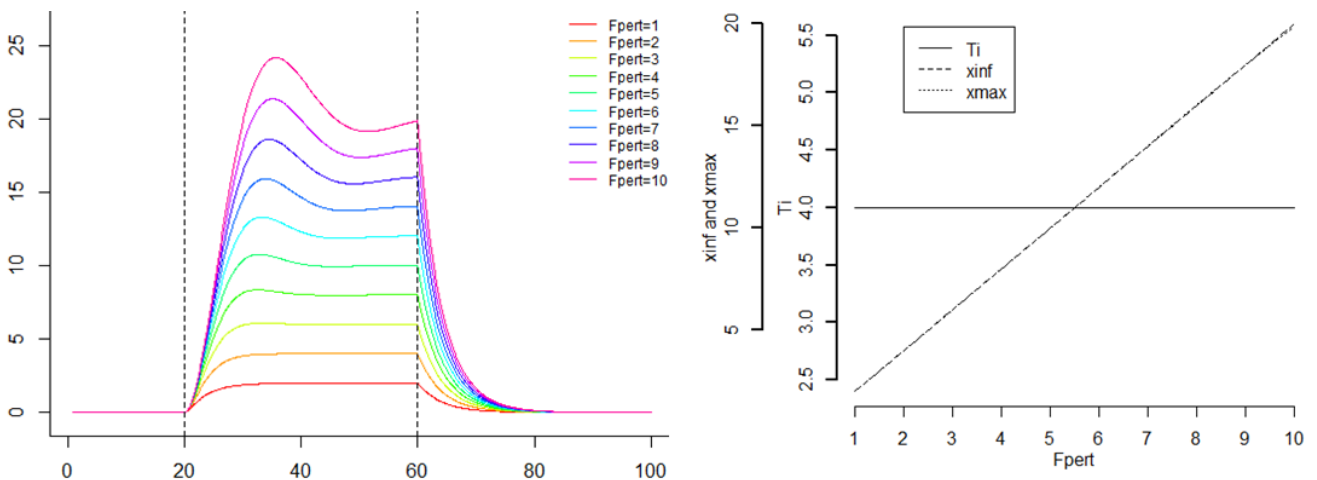 25
20
15
10
5
0
0
20
40
60
80
100
Fpert=1
Fpert=2
Fpert=3
Fpert=4
Fpert=5
Fpert=6
Fpert=7
Fpert=8
Fpert=9
Fpert=10
xinf and xmax
20
15
10
5
Ti
5.5
5.0
4.5
4.0
3.5
3.0
2.5
Ti
xinf
xmax
1 2 3 4 5 6 7 8 9 10
Fpert